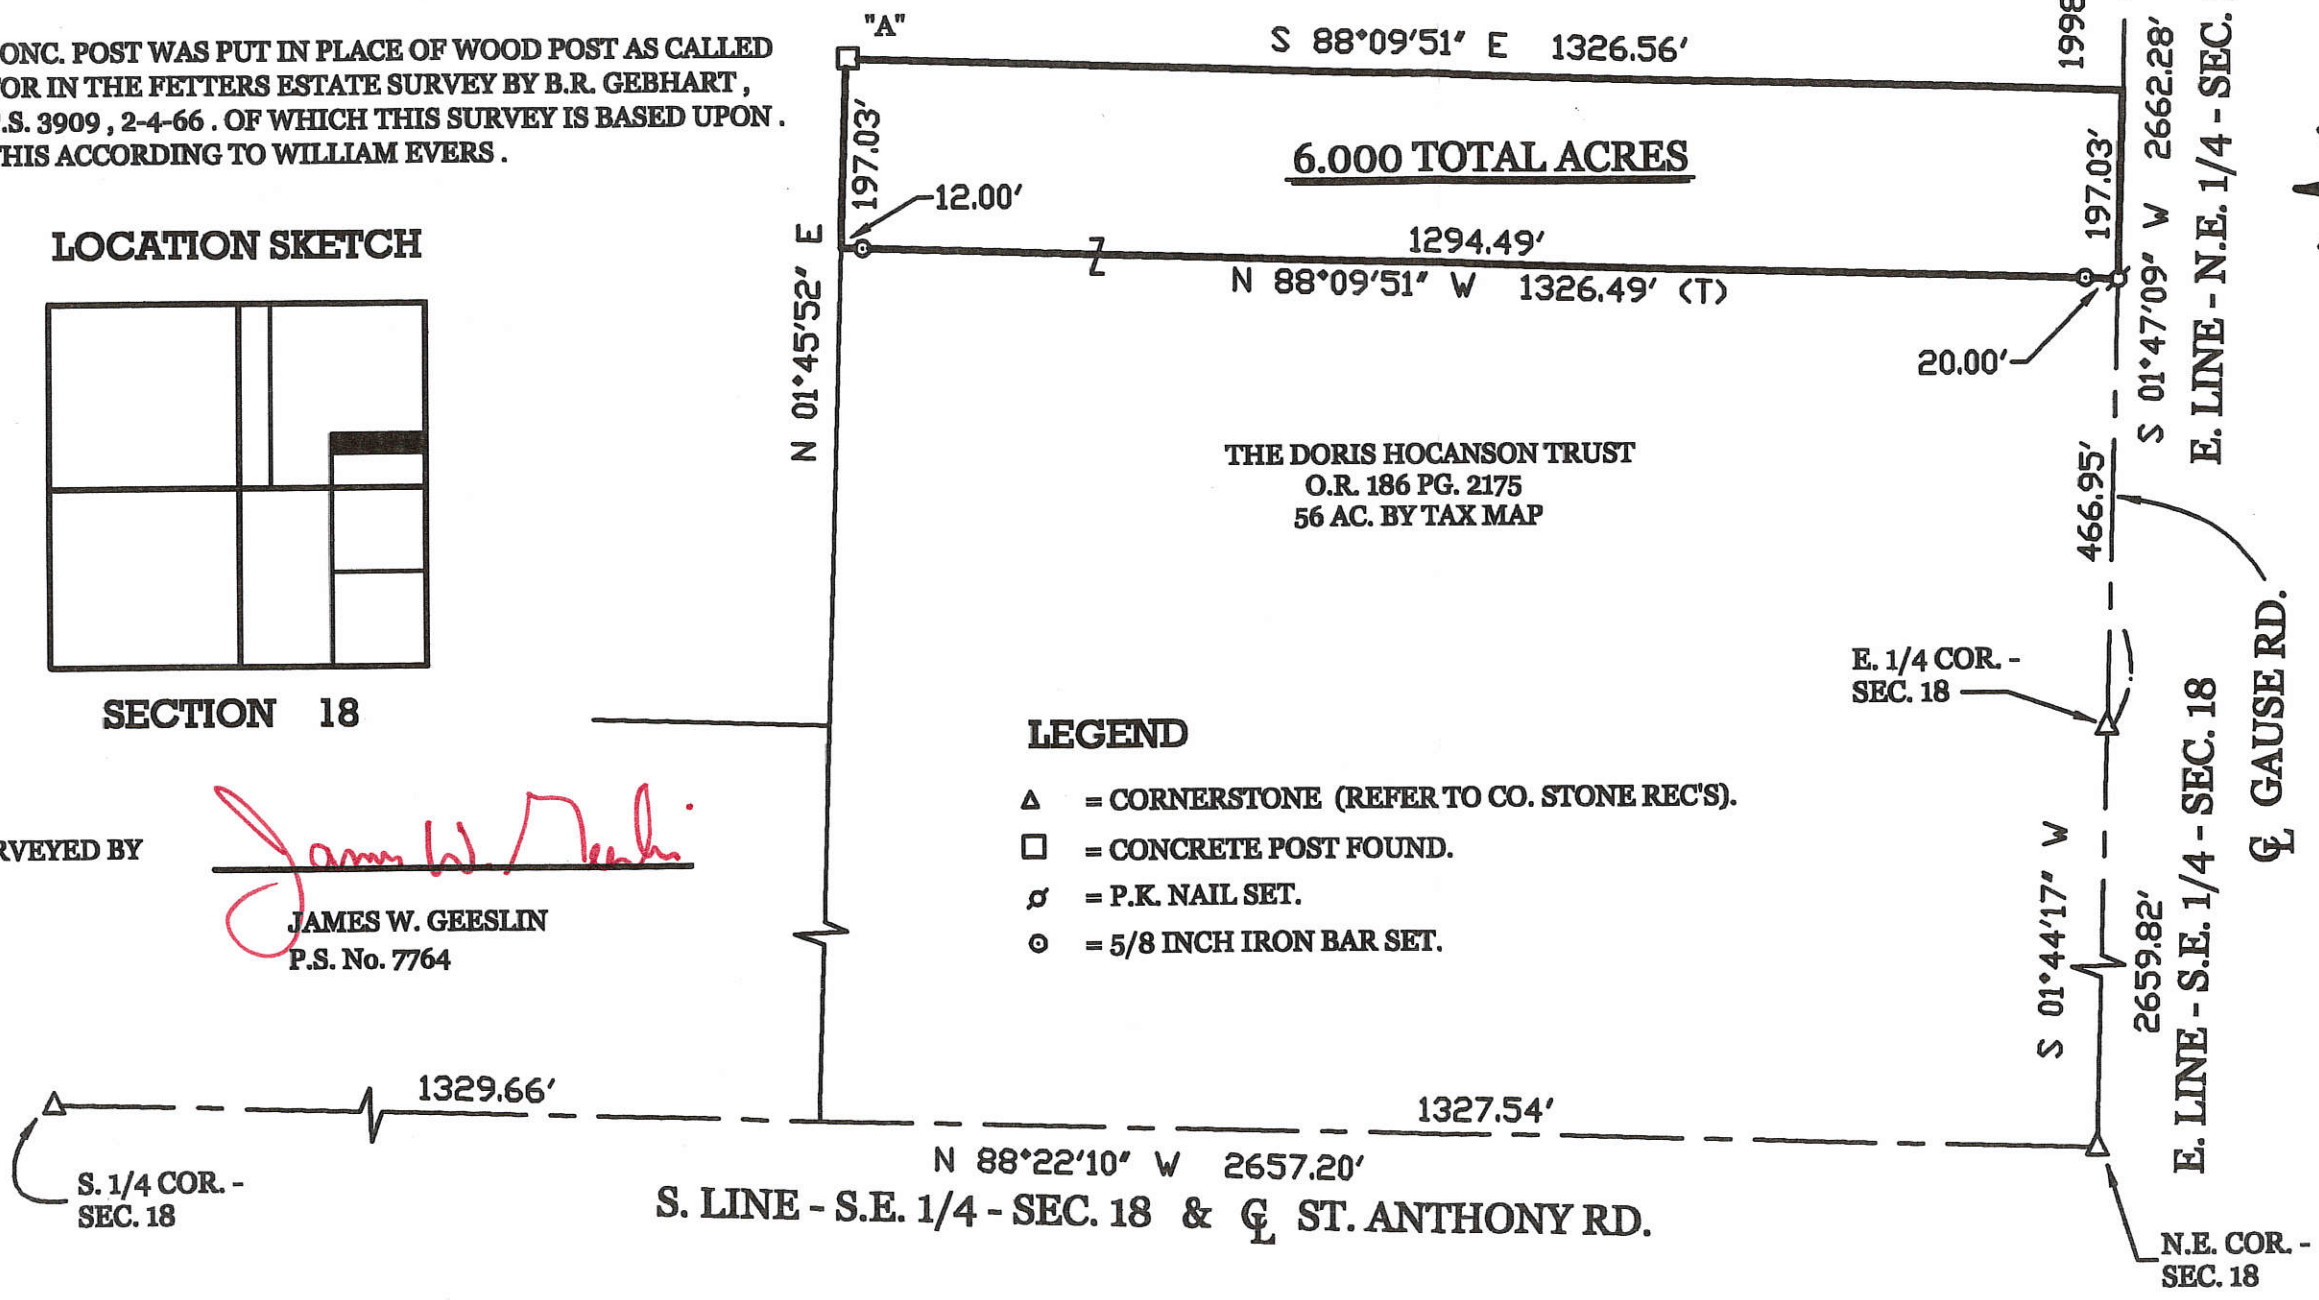 ONC. POST WAS PUT IN PLACE OF WOOD POST AS CALLED
OR IN THE FETTERS ESTATE SURVEY BY B.R. GEBHART ,
.S. 3909 , 2-4-66 . OF WHICH THIS SURVEY IS BASED UPON .
THIS ACCORDING TO WILLIAM EVERS .
"A"
S 88°09'51" E 1326.56'
1998
197.03'
6.000 TOTAL ACRES
12.00'
197.03'
S 01°47'09" W 2662.28'
E. LINE - N.E. 1/4 - SEC.
1294.49'
N 88°09'51" W 1326.49' (T)
20.00'
N 01°45'52" E
LOCATION SKETCH
SECTION 18
THE DORIS HOCANSON TRUST
O.R. 186 PG. 2175
56 AC. BY TAX MAP
466.95'
℄ GAUSE RD.
E. 1/4 COR. -
SEC. 18
LEGEND
△ = CORNERSTONE (REFER TO CO. STONE REC'S).
□ = CONCRETE POST FOUND.
= P.K. NAIL SET.
⊙ = 5/8 INCH IRON BAR SET.
RVEYED BY
James W. Geeslin
JAMES W. GEESLIN
P.S. No. 7764
S 01°44'17" W
2659.82'
E. LINE - S.E. 1/4 - SEC. 18
1329.66'
1327.54'
N 88°22'10" W 2657.20'
S. LINE - S.E. 1/4 - SEC. 18 & ℄ ST. ANTHONY RD.
S. 1/4 COR. -
SEC. 18
N.E. COR. -
SEC. 18